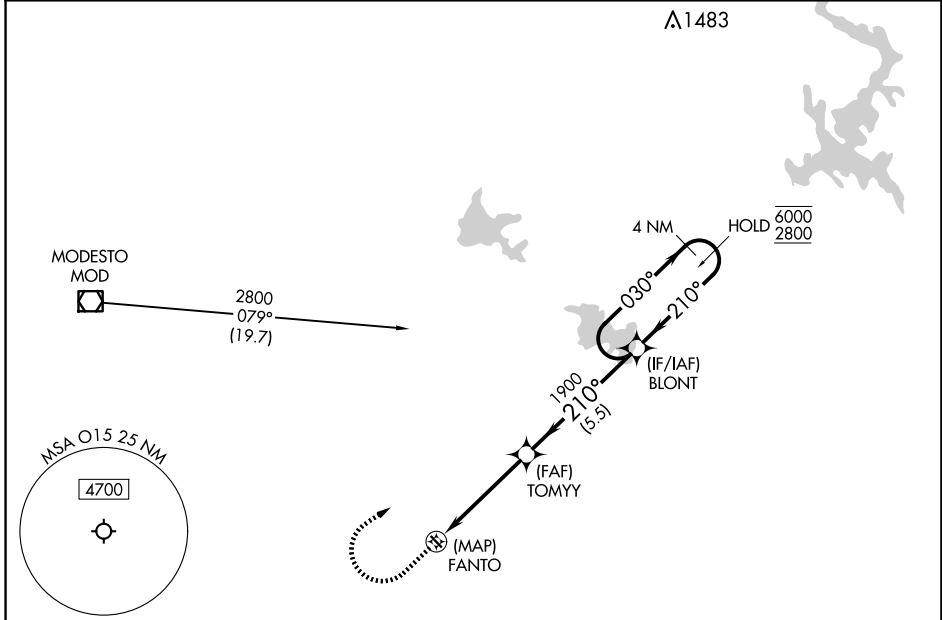 1483
4 NM
HOLD 6000
2800
MODESTO
MOD
2800
079°
(19.7)
030°
210°
(IF/IAF)
BLONT
1900
210°
(5.5)
(FAF)
TOMYY
MSA O15 25 NM
4700
(MAP)
FANTO